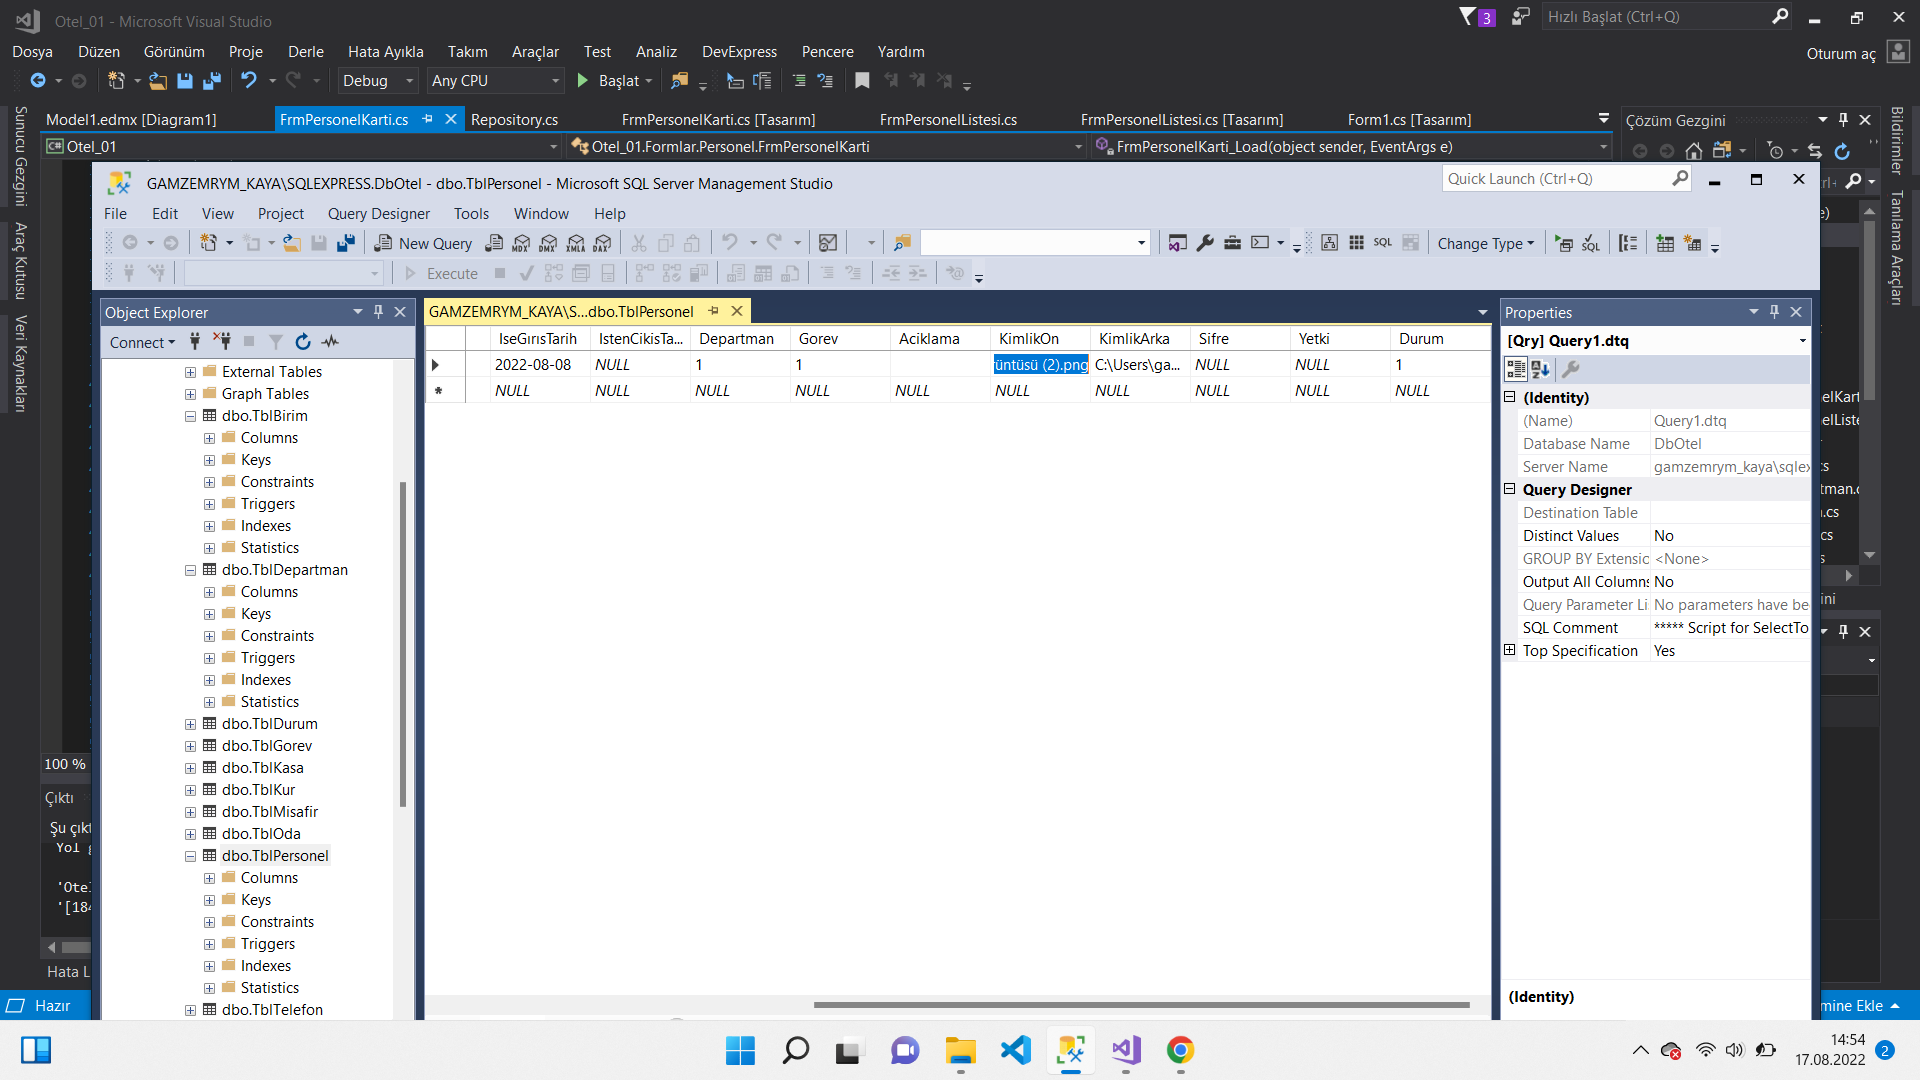 Otel_01 - Microsoft Visual Studio
3
Hızlı Başlat (Ctrl+Q)
Dosya Düzen Görünüm Proje Derle Hata Ayıkla Takım Araçlar Test Analiz DevExpress Pencere Yardım
Oturum aç
Debug Any CPU Başlat
Model1.edmx [Diagram1] FrmPersonelKarti.cs Repository.cs FrmPersonelKarti.cs [Tasarım] FrmPersonelListesi.cs FrmPersonelListesi.cs [Tasarım] Form1.cs [Tasarım]
Çözüm Gezgini
Otel_01 Otel_01.Formlar.Personel.FrmPersonelKarti FrmPersonelKarti_Load(object sender, EventArgs e)
Sunucu Gezgini
Araç Kutusu
Veri Kaynakları
Bildirimler
Tanılama Araçları
GAMZEMRYM_KAYA\SQLEXPRESS.DbOtel - dbo.TblPersonel - Microsoft SQL Server Management Studio
Quick Launch (Ctrl+Q)
File Edit View Project Query Designer Tools Window Help
New Query MDX DMX XMLA DAX SQL Change Type SQL
Execute
Object Explorer
Connect
External Tables
Graph Tables
dbo.TblBirim
Columns
Keys
Constraints
Triggers
Indexes
Statistics
dbo.TblDepartman
Columns
Keys
Constraints
Triggers
Indexes
Statistics
dbo.TblDurum
dbo.TblGorev
dbo.TblKasa
dbo.TblKur
dbo.TblMisafir
dbo.TblOda
dbo.TblPersonel
Columns
Keys
Constraints
Triggers
Indexes
Statistics
dbo.TblTelefon
GAMZEMRYM_KAYA\S...dbo.TblPersonel
IseGırısTarih IstenCikisTa... Departman Gorev Aciklama KimlikOn KimlikArka Sifre Yetki Durum
2022-08-08 NULL 1 1 rüntüsü (2).png C:\Users\ga... NULL NULL 1
NULL NULL NULL NULL NULL NULL NULL NULL NULL NULL
Properties
[Qry] Query1.dtq
(Identity)
(Name) Query1.dtq
Database Name DbOtel
Server Name gamzemrym_kaya\sqlex
Query Designer
Destination Table
Distinct Values No
GROUP BY Extensic <None>
Output All Columns No
Query Parameter Li No parameters have be
SQL Comment ***** Script for SelectTo
Top Specification Yes
(Identity)
elKart
elListe
cs
tman.c
.cs
cs
ini
100 %
Çıktı
Şu çıkt
Yol g
'Otel
'[184
Hata L
Hazır
mine Ekle
14:54
17.08.2022
2